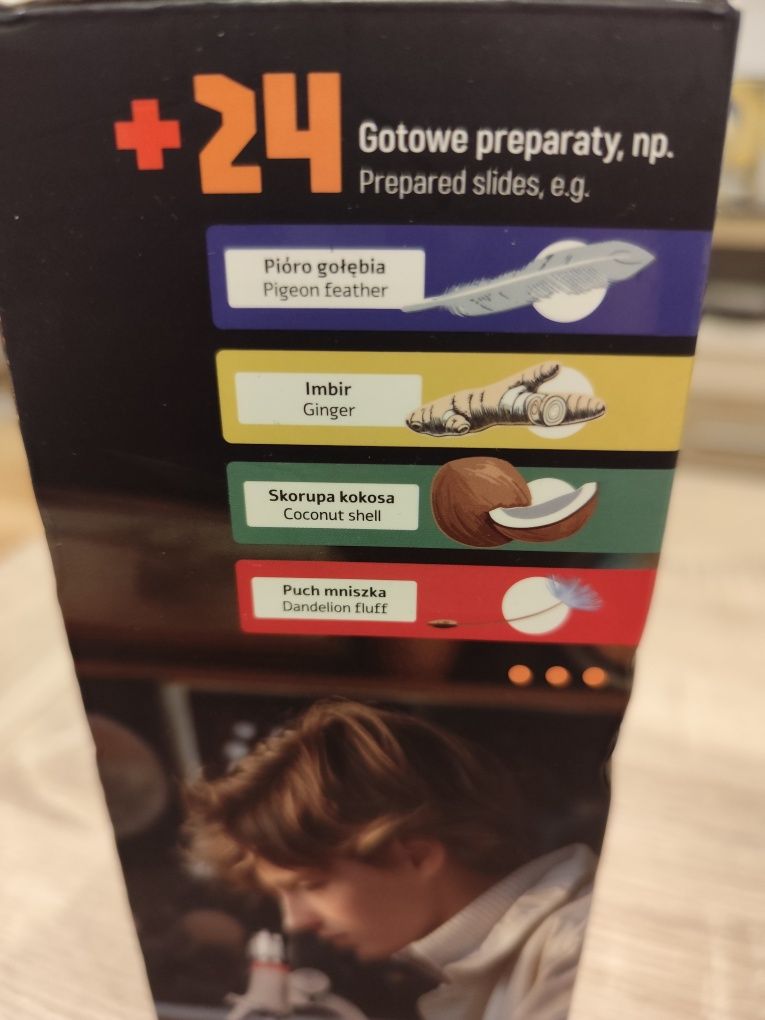 +24
Gotowe preparaty, np.
Prepared slides, e.g.
Pióro gołębia
Pigeon feather
Imbir
Ginger
Skorupa kokosa
Coconut shell
Puch mniszka
Dandelion fluff